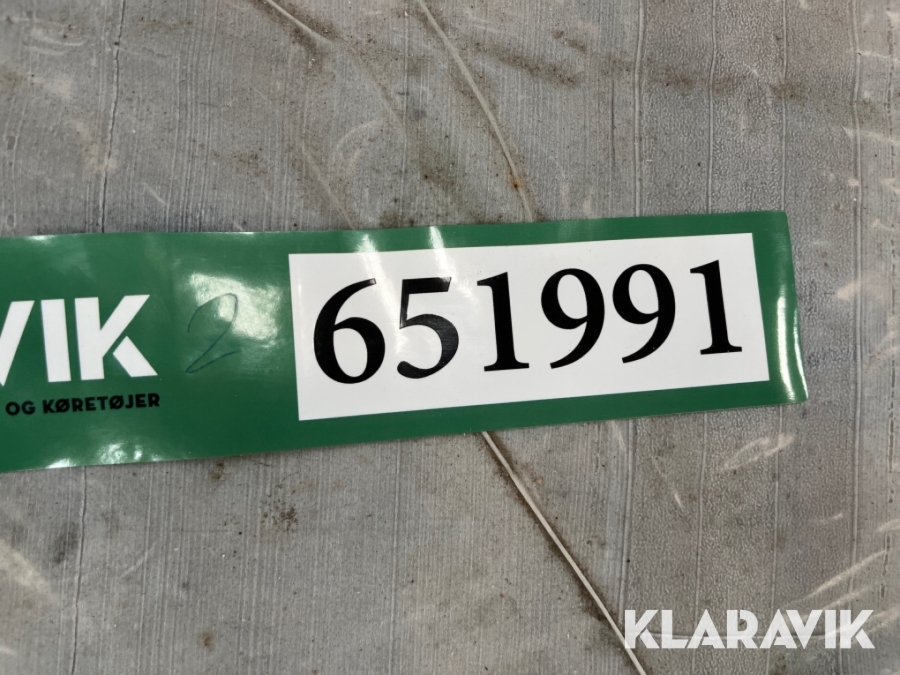 VIK
OG KØRETØJER
2
651991
KLARAVIK